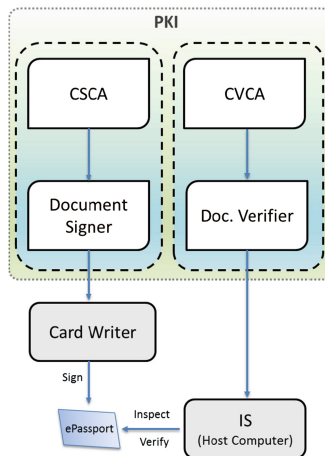 PKI
CSCA
CVCA
Document
Signer
Doc. Verifier
Card Writer
Sign
ePassport
Inspect
Verify
IS
(Host Computer)